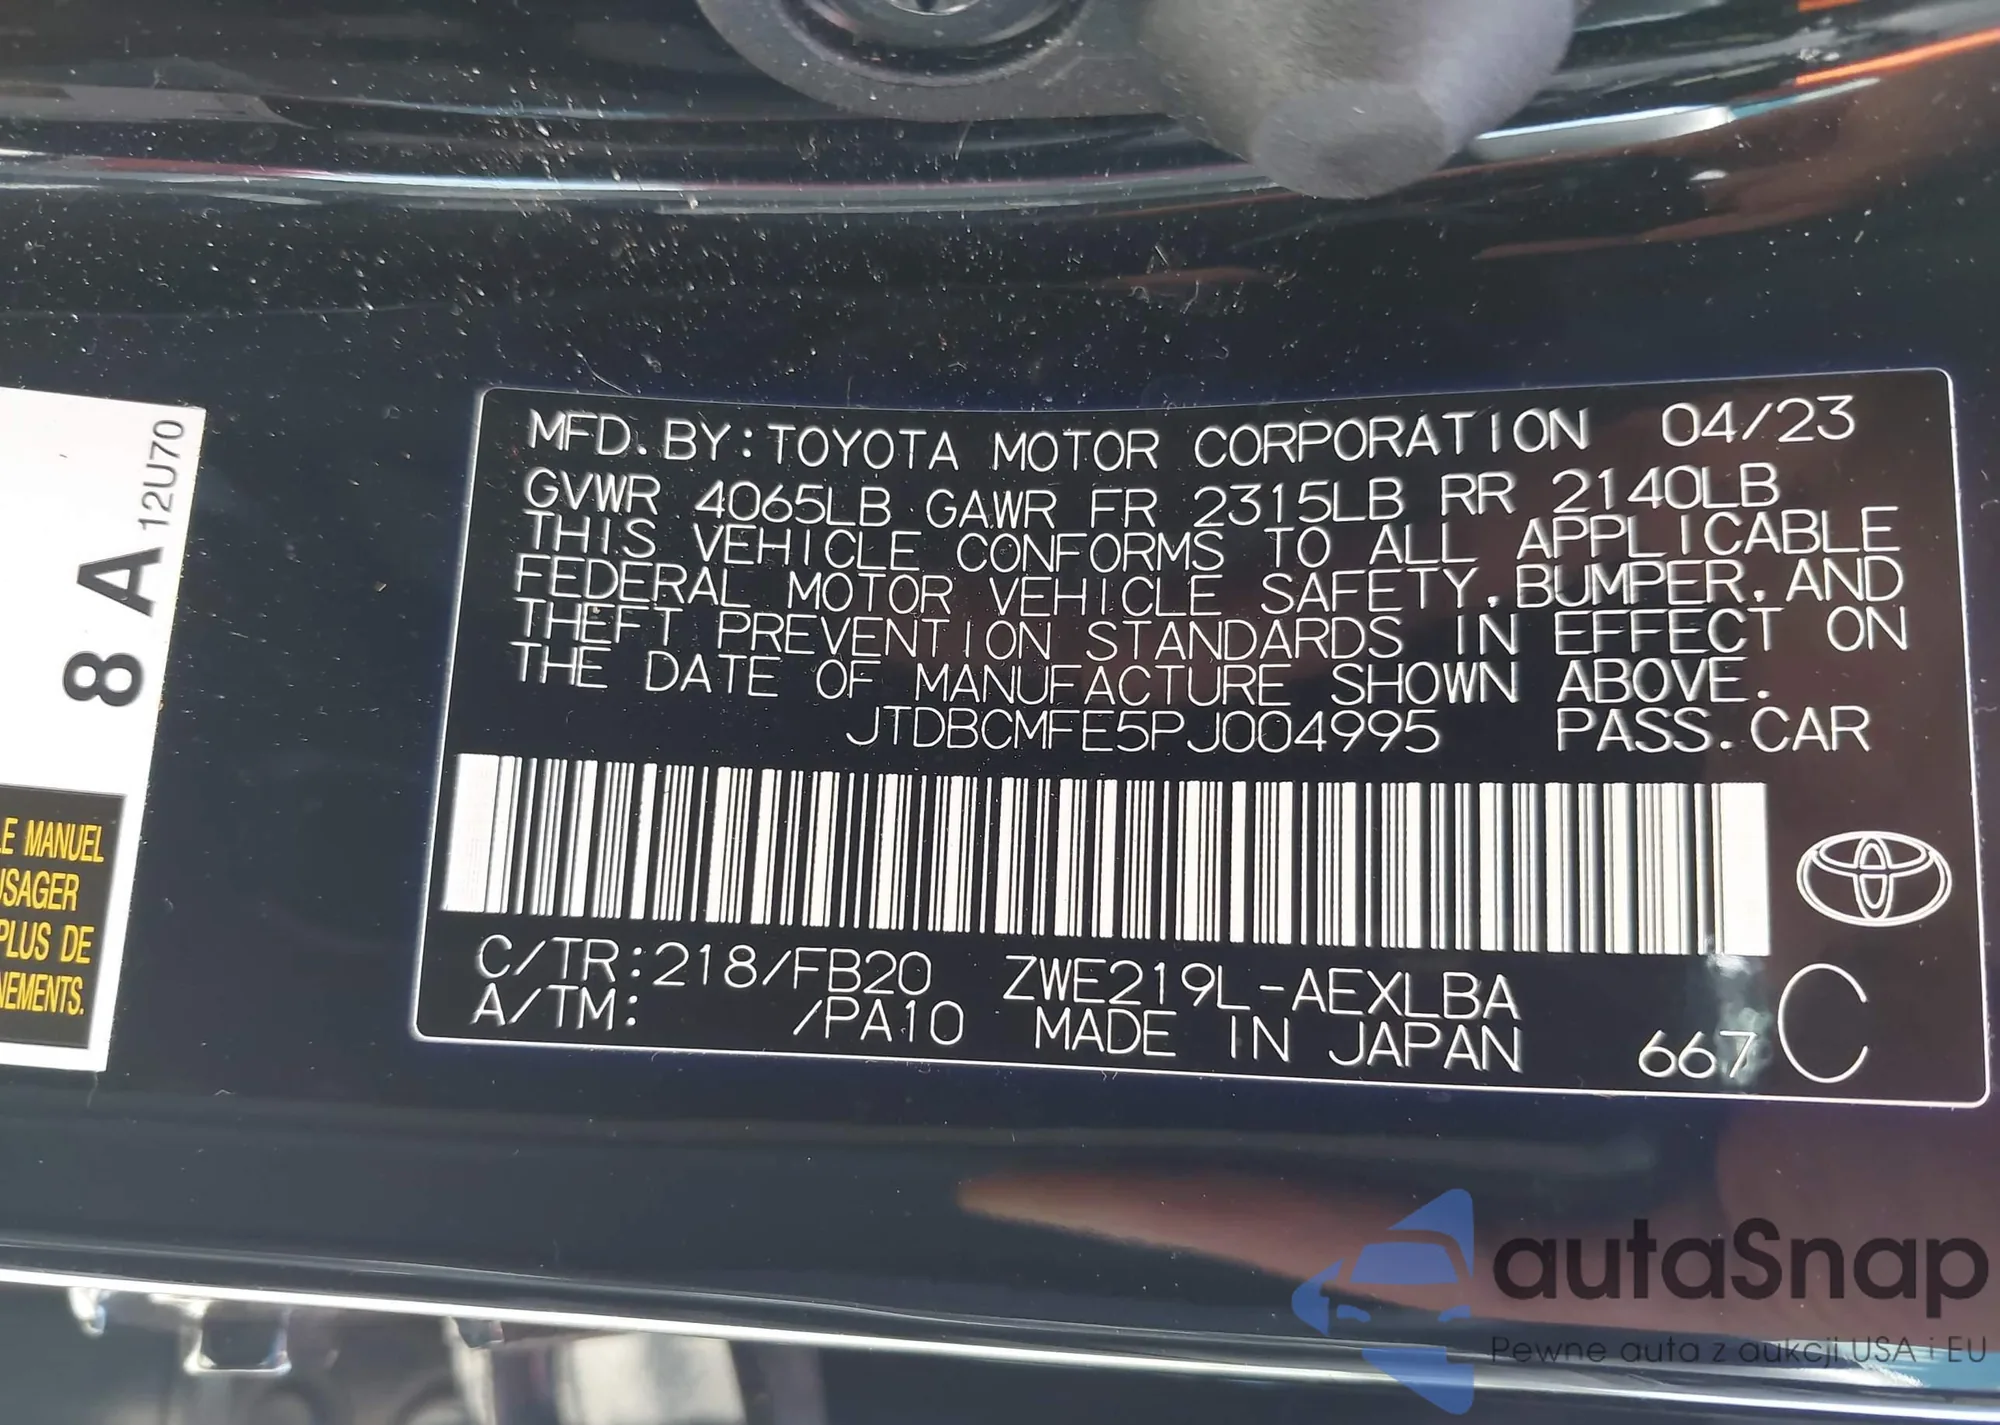 MFD. BY: TOYOTA MOTOR CORPORATION 04/23
GVWR 4065LB GAWR FR 2315LB RR 2140LB
THIS VEHICLE CONFORMS TO ALL APPLICABLE
FEDERAL MOTOR VEHICLE SAFETY, BUMPER, AND
THEFT PREVENTION STANDARDS IN EFFECT ON
THE DATE OF MANUFACTURE SHOWN ABOVE.
JTDBCMFE5PJ004995 PASS. CAR
C/TR: 218/FB20 ZWE219L-AEXLBA
A/TM: /PA10 MADE IN JAPAN 667 C
8 A 12U70
LE MANUEL
USAGER
PLUS DE
NEMENTS.
autaSnap
Pewne auta z aukcji USA i EU